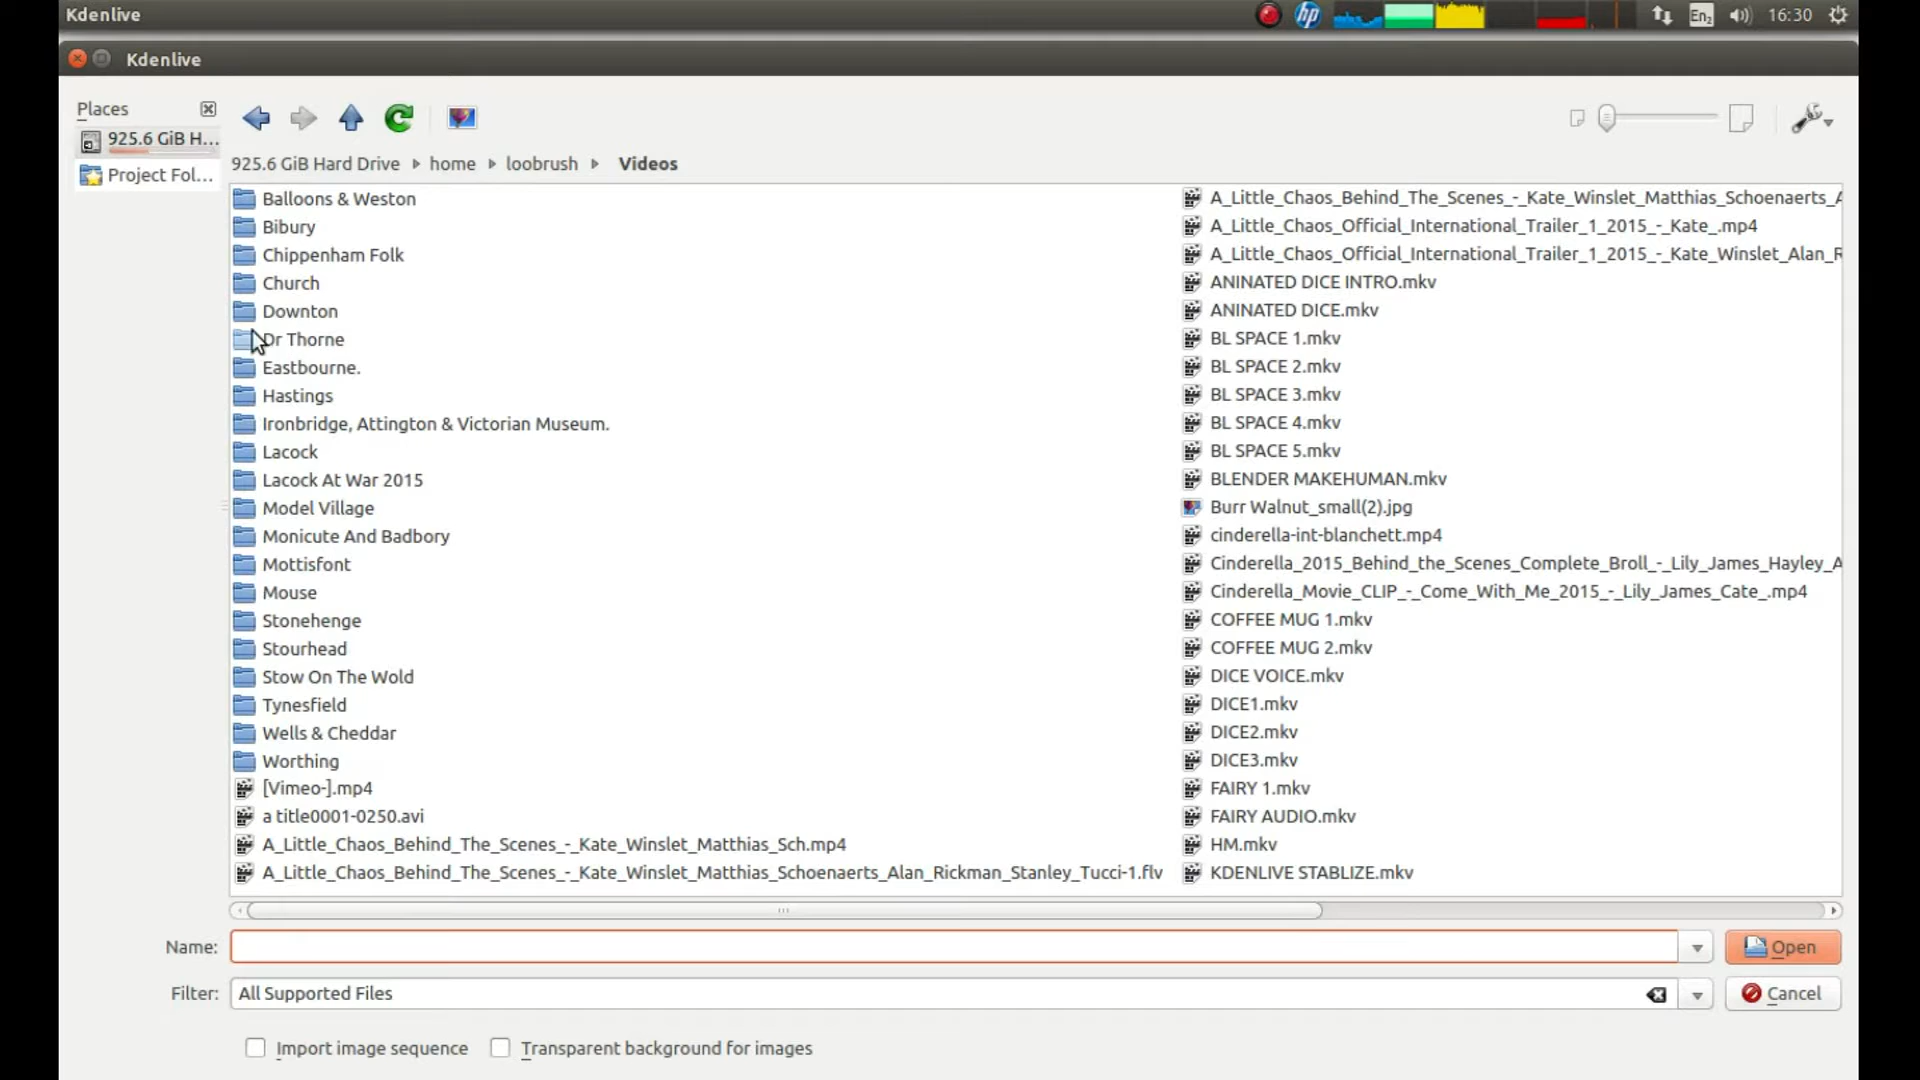 Kdenlive
En2
16:30
Kdenlive
Places
925.6 GiB H...
Project Fol...
925.6 GiB Hard Drive
home
loobrush
Videos
Balloons & Weston
Bibury
Chippenham Folk
Church
Downton
Dr Thorne
Eastbourne.
Hastings
Ironbridge, Attington & Victorian Museum.
Lacock
Lacock At War 2015
Model Village
Monicute And Badbory
Mottisfont
Mouse
Stonehenge
Stourhead
Stow On The Wold
Tynesfield
Wells & Cheddar
Worthing
[Vimeo-].mp4
a title0001-0250.avi
A_Little_Chaos_Behind_The_Scenes_-_Kate_Winslet_Matthias_Sch.mp4
A_Little_Chaos_Behind_The_Scenes_-_Kate_Winslet_Matthias_Schoenaerts_Alan_Rickman_Stanley_Tucci-1.flv
A_Little_Chaos_Behind_The_Scenes_-_Kate_Winslet_Matthias_Schoenaerts_A
A_Little_Chaos_Official_International_Trailer_1_2015_-_Kate_.mp4
A_Little_Chaos_Official_International_Trailer_1_2015_-_Kate_Winslet_Alan_R
ANINATED DICE INTRO.mkv
ANINATED DICE.mkv
BL SPACE 1.mkv
BL SPACE 2.mkv
BL SPACE 3.mkv
BL SPACE 4.mkv
BL SPACE 5.mkv
BLENDER MAKEHUMAN.mkv
Burr Walnut_small(2).jpg
cinderella-int-blanchett.mp4
Cinderella_2015_Behind_the_Scenes_Complete_Broll_-_Lily_James_Hayley_A
Cinderella_Movie_CLIP_-_Come_With_Me_2015_-_Lily_James_Cate_.mp4
COFFEE MUG 1.mkv
COFFEE MUG 2.mkv
DICE VOICE.mkv
DICE1.mkv
DICE2.mkv
DICE3.mkv
FAIRY 1.mkv
FAIRY AUDIO.mkv
HM.mkv
KDENLIVE STABLIZE.mkv
Name:
Open
Filter:
All Supported Files
Cancel
Import image sequence
Transparent background for images